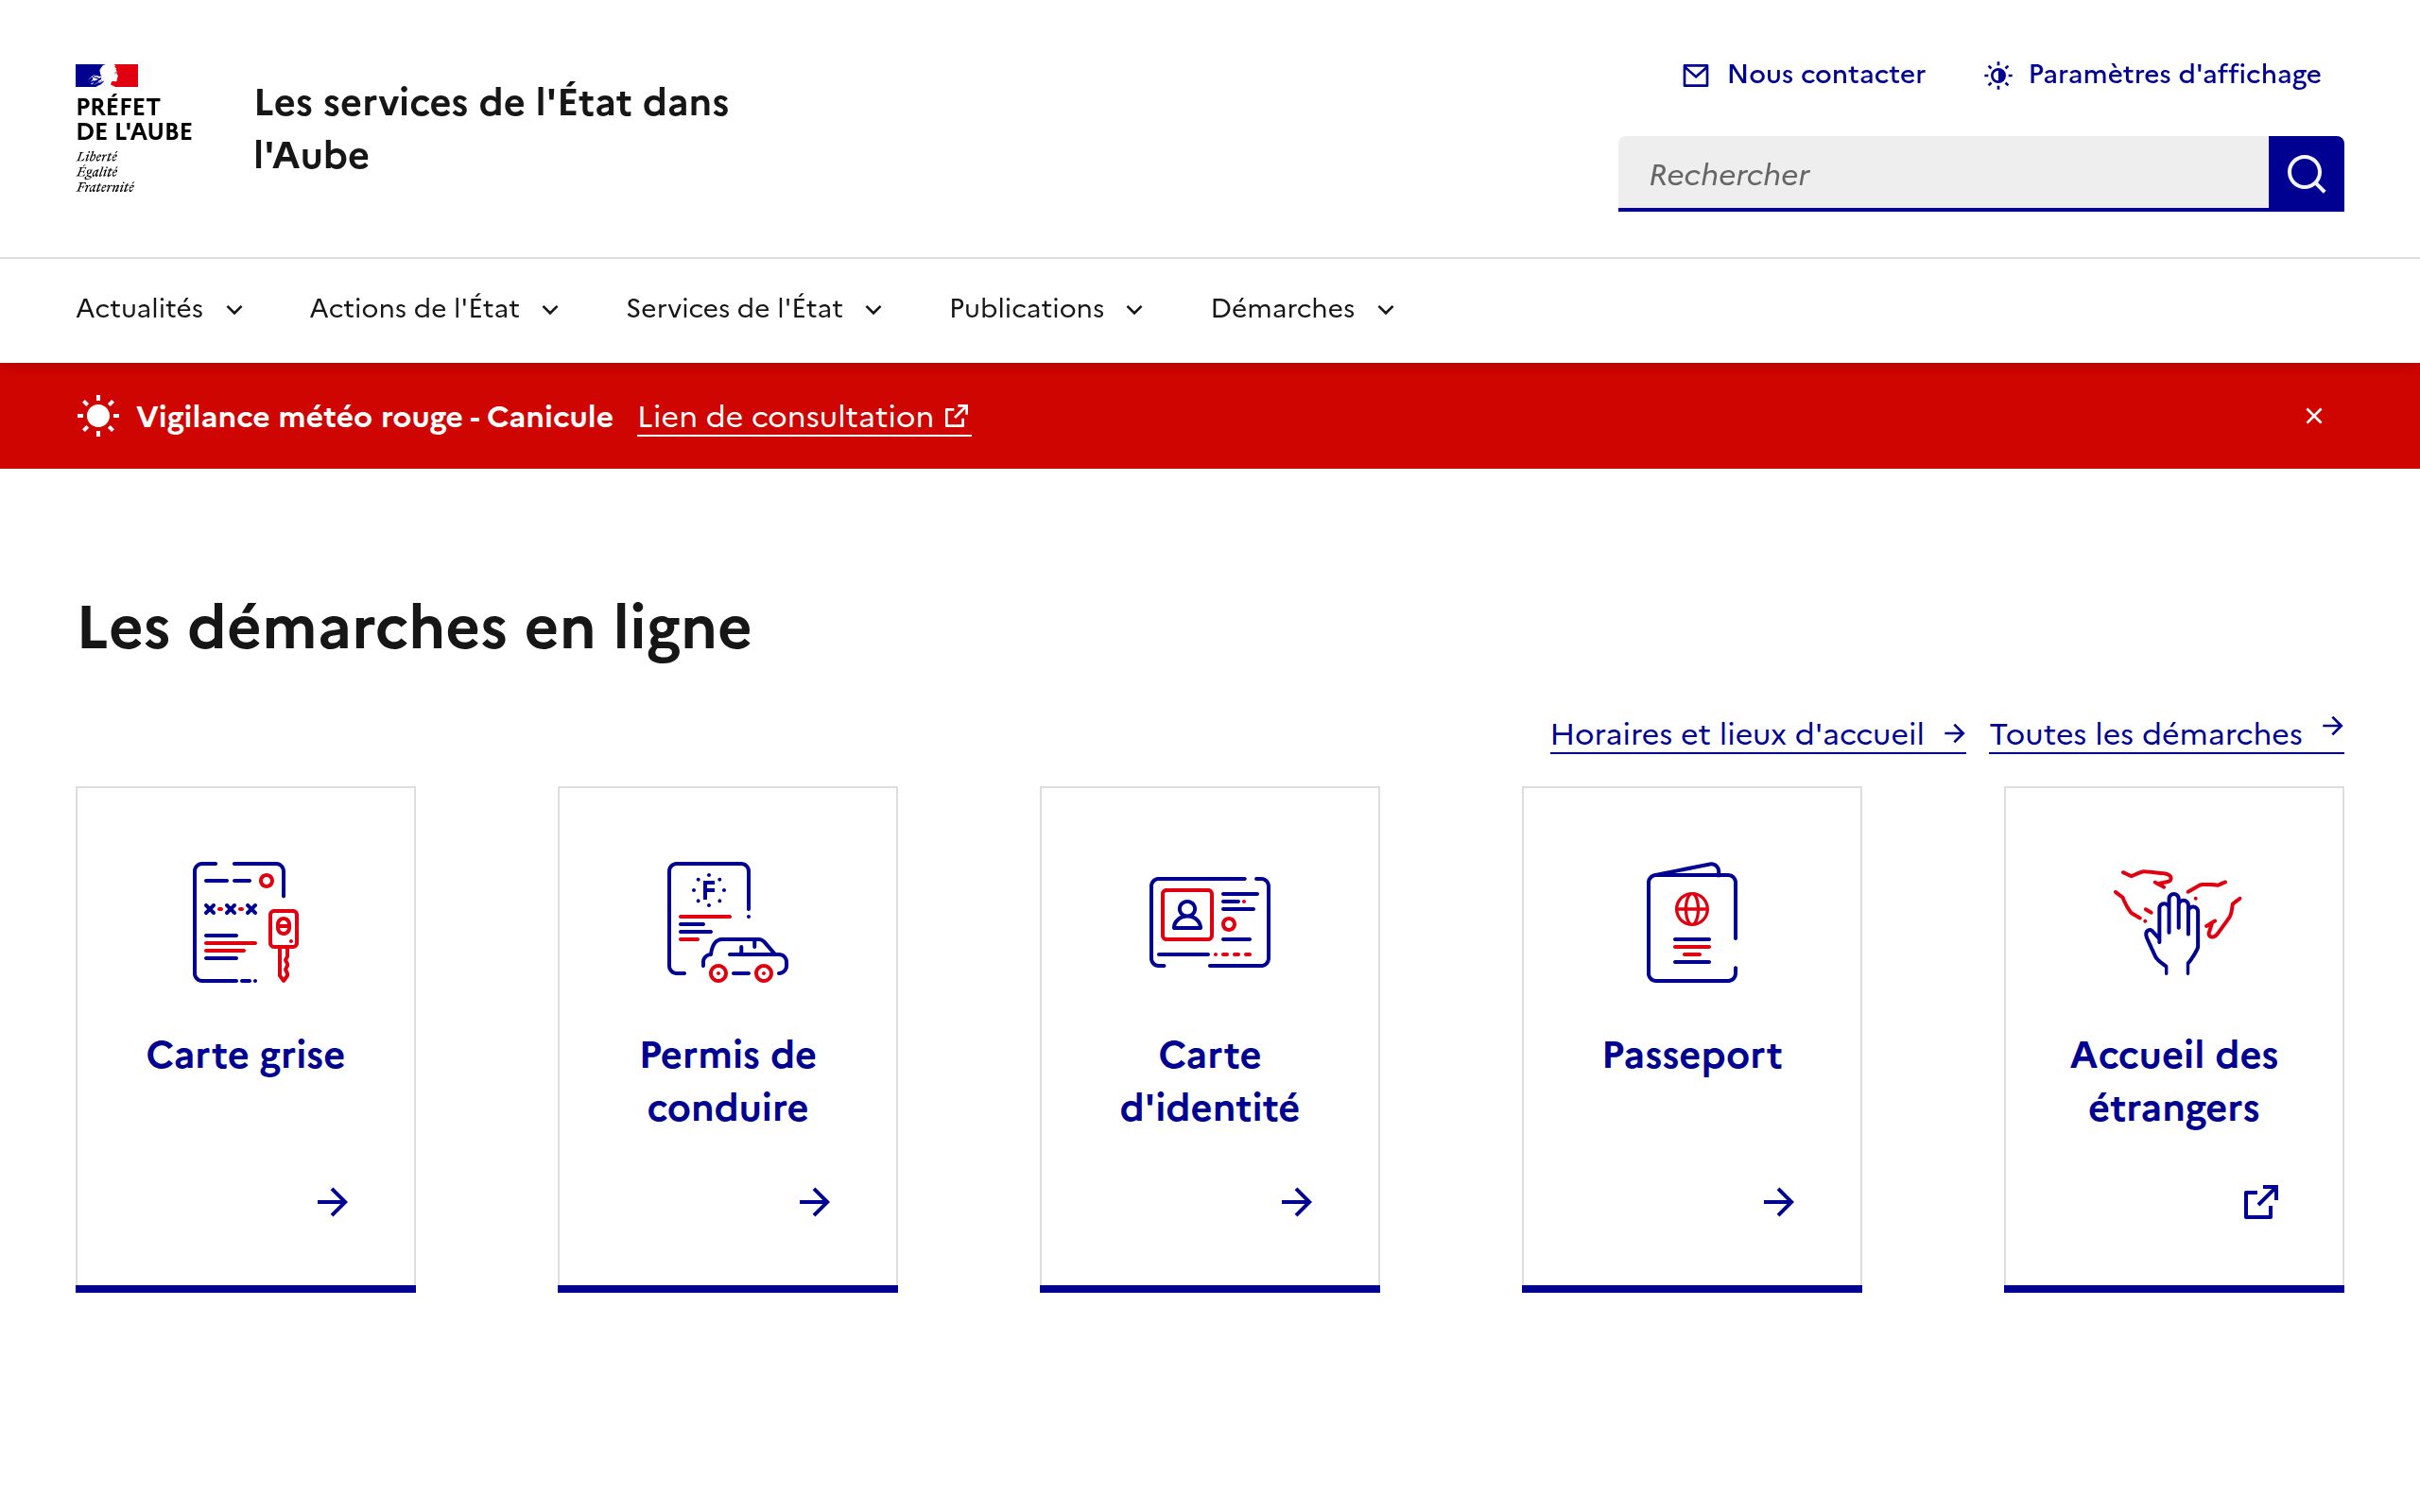 PRÉFET
DE L'AUBE
Liberté
Égalité
Fraternité
Les services de l'État dans
l'Aube
Nous contacter
Paramètres d'affichage
Rechercher
Actualités
Actions de l'État
Services de l'État
Publications
Démarches
Vigilance météo rouge - Canicule Lien de consultation
Les démarches en ligne
Horaires et lieux d'accueil
Toutes les démarches
Carte grise
Permis de
conduire
Carte
d'identité
Passeport
Accueil des
étrangers